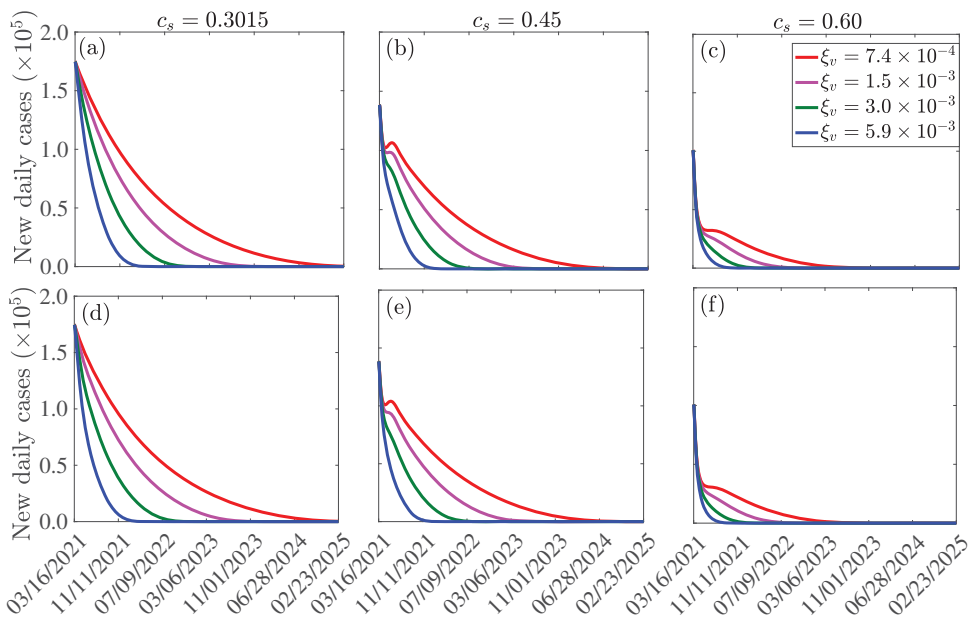 c_s = 0.3015
c_s = 0.45
c_s = 0.60
New daily cases (×10^5)
2.0
1.5
1.0
0.5
0.0
(a)
(b)
(c)
ξ_v = 7.4 × 10^−4
ξ_v = 1.5 × 10^−3
ξ_v = 3.0 × 10^−3
ξ_v = 5.9 × 10^−3
New daily cases (×10^5)
2.0
1.5
1.0
0.5
0.0
(d)
(e)
(f)
03/16/2021
11/11/2021
07/09/2022
03/06/2023
11/01/2023
06/28/2024
02/23/2025
03/16/2021
11/11/2021
07/09/2022
03/06/2023
11/01/2023
06/28/2024
02/23/2025
03/16/2021
11/11/2021
07/09/2022
03/06/2023
11/01/2023
06/28/2024
02/23/2025